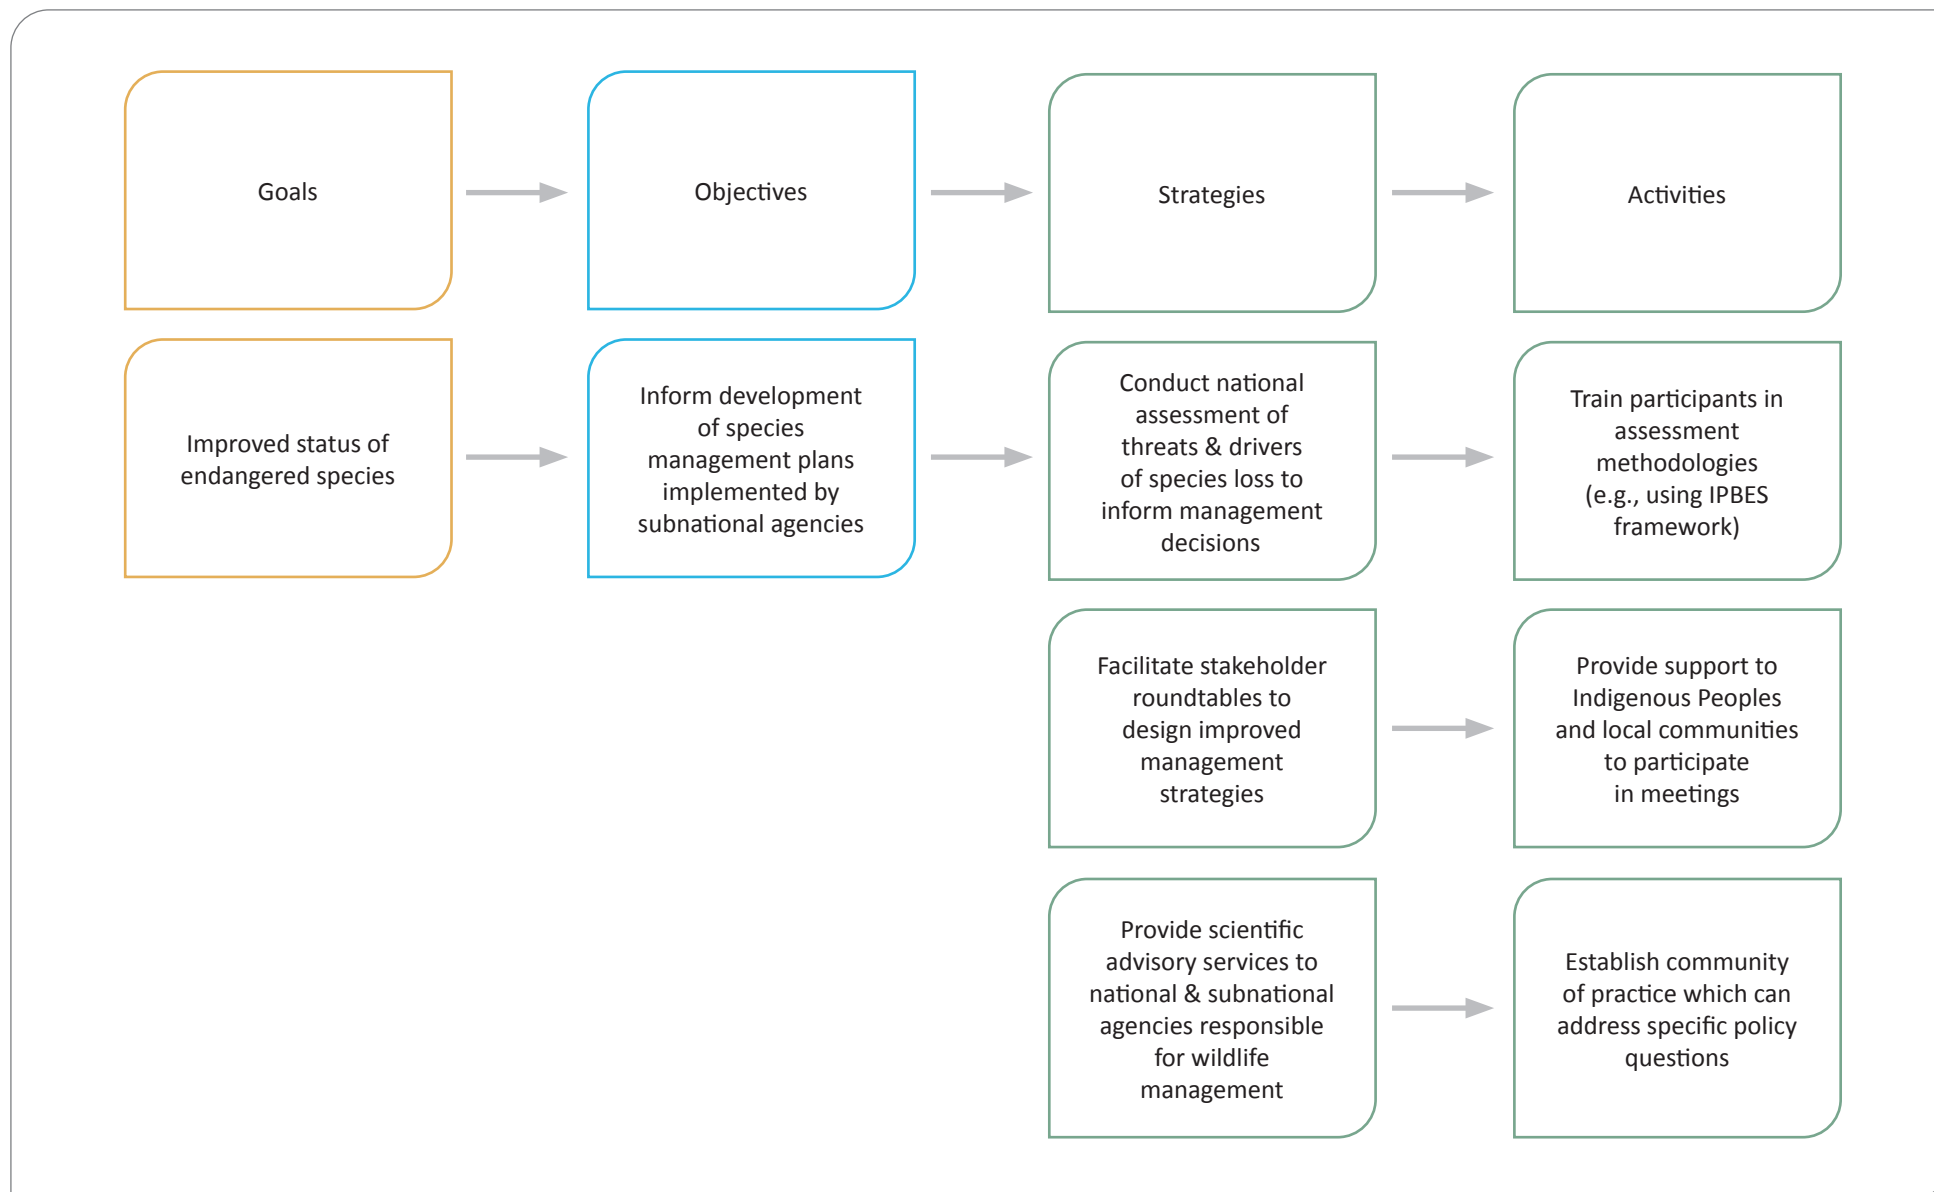 Goals
Objectives
Strategies
Activities
Improved status of
endangered species
Inform development
of species
management plans
implemented by
subnational agencies
Conduct national
assessment of
threats & drivers
of species loss to
inform management
decisions
Train participants in
assessment
methodologies
(e.g., using IPBES
framework)
Facilitate stakeholder
roundtables to
design improved
management
strategies
Provide support to
Indigenous Peoples
and local communities
to participate
in meetings
Provide scientific
advisory services to
national & subnational
agencies responsible
for wildlife
management
Establish community
of practice which can
address specific policy
questions